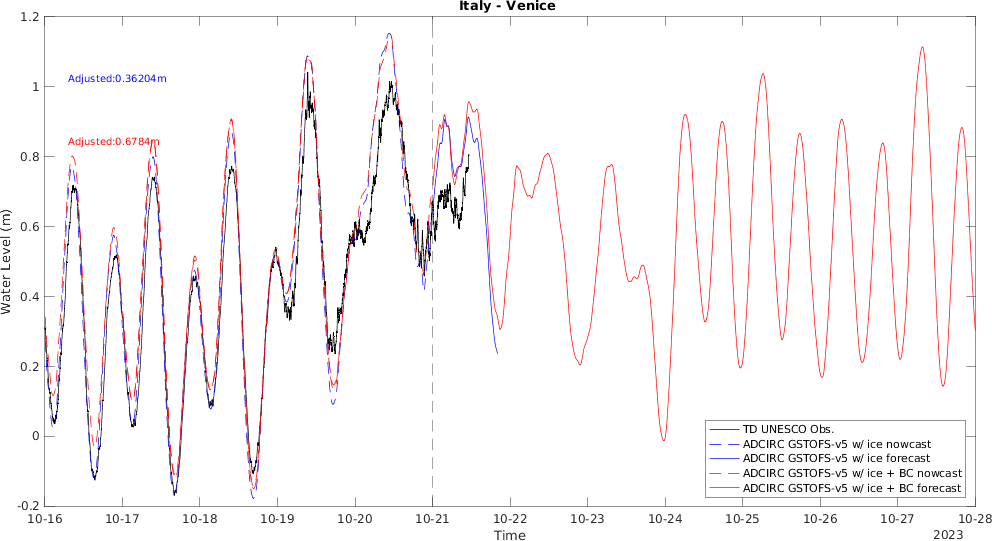 Italy - Venice
1.2
1
0.8
0.6
0.4
0.2
0
-0.2
Water Level (m)
Adjusted:0.36204m
Adjusted:0.6784m
TD UNESCO Obs.
ADCIRC GSTOFS-v5 w/ ice nowcast
ADCIRC GSTOFS-v5 w/ ice forecast
ADCIRC GSTOFS-v5 w/ ice + BC nowcast
ADCIRC GSTOFS-v5 w/ ice + BC forecast
10-16 10-17 10-18 10-19 10-20 10-21 10-22 10-23 10-24 10-25 10-26 10-27 10-28
Time
2023